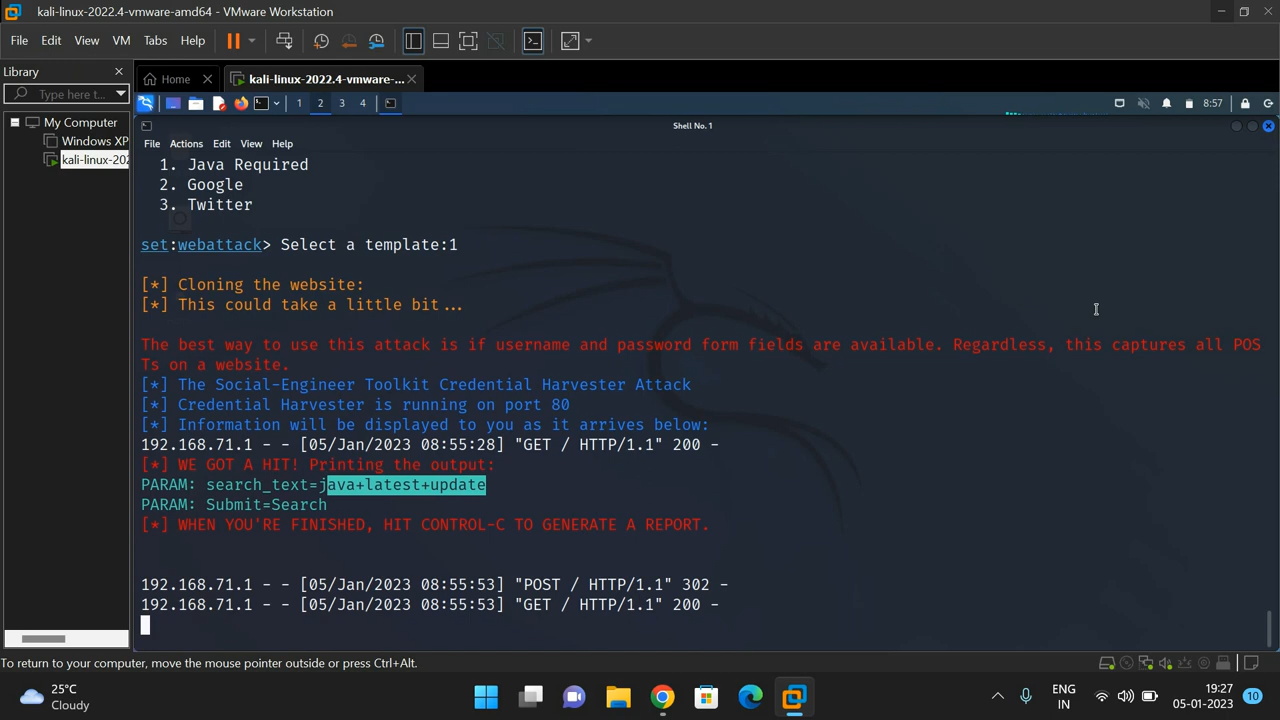 kali-linux-2022.4-vmware-amd64 - VMware Workstation
File Edit View VM Tabs Help
Library
Type here t...
Home
kali-linux-2022.4-vmware-...
My Computer
Windows XP
kali-linux-202
1 2 3 4
8:57
Shell No. 1
File Actions Edit View Help
1. Java Required
2. Google
3. Twitter
set:webattack> Select a template:1
[*] Cloning the website:
[*] This could take a little bit...
The best way to use this attack is if username and password form fields are available. Regardless, this captures all POS
Ts on a website.
[*] The Social-Engineer Toolkit Credential Harvester Attack
[*] Credential Harvester is running on port 80
[*] Information will be displayed to you as it arrives below:
192.168.71.1 - - [05/Jan/2023 08:55:28] "GET / HTTP/1.1" 200 -
[*] WE GOT A HIT! Printing the output:
PARAM: search_text=java+latest+update
PARAM: Submit=Search
[*] WHEN YOU'RE FINISHED, HIT CONTROL-C TO GENERATE A REPORT.
192.168.71.1 - - [05/Jan/2023 08:55:53] "POST / HTTP/1.1" 302 -
192.168.71.1 - - [05/Jan/2023 08:55:53] "GET / HTTP/1.1" 200 -
To return to your computer, move the mouse pointer outside or press Ctrl+Alt.
25°C
Cloudy
ENG
IN
19:27
05-01-2023
10